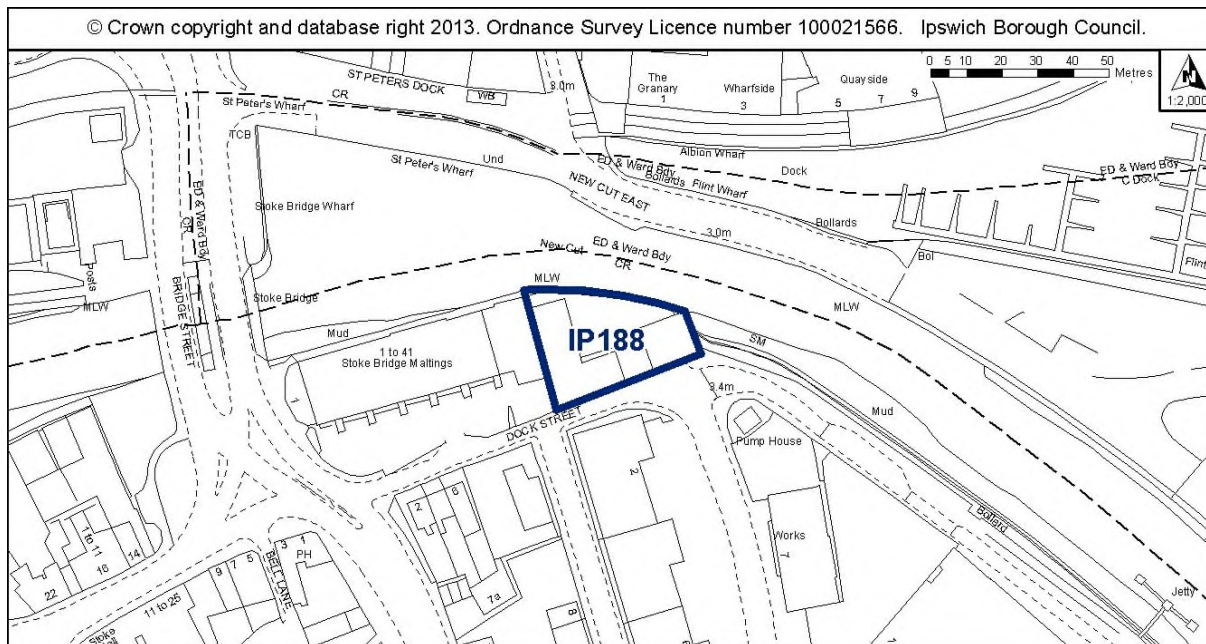 © Crown copyright and database right 2013. Ordnance Survey Licence number 100021566. Ipswich Borough Council.
0 5 10 20 30 40 50
Metres
N
1:2,000
ST PETERS DOCK
WB
CR
St Peter's Wharf
TCB
3.0m
The
Granary
1
Wharfside
3
Quayside
5
7
9
St Peter's Wharf
Und
Albion Wharf
ED & Ward Bdy
Dock
Bollards
Flint Wharf
NEW CUT EAST
ED & Ward Bdy
C Dock
Stoke Bridge Wharf
ED & Ward Bdy
CR
3.0m
Bollards
Bol
Flint
New Cut
ED & Ward Bdy
CR
Posts
MLW
BRIDGE STREET
Stoke Bridge
MLW
MLW
Mud
IP188
SM
1 to 41
Stoke Bridge Maltings
1
3.4m
Mud
DOCK STREET
Pump House
2
2
6
Works
7
Bollard
1 to 11
14
16
22
3
1
PH
5
7
9
BELL LANE
11 to 25
7a
8
Jetty
Stoke